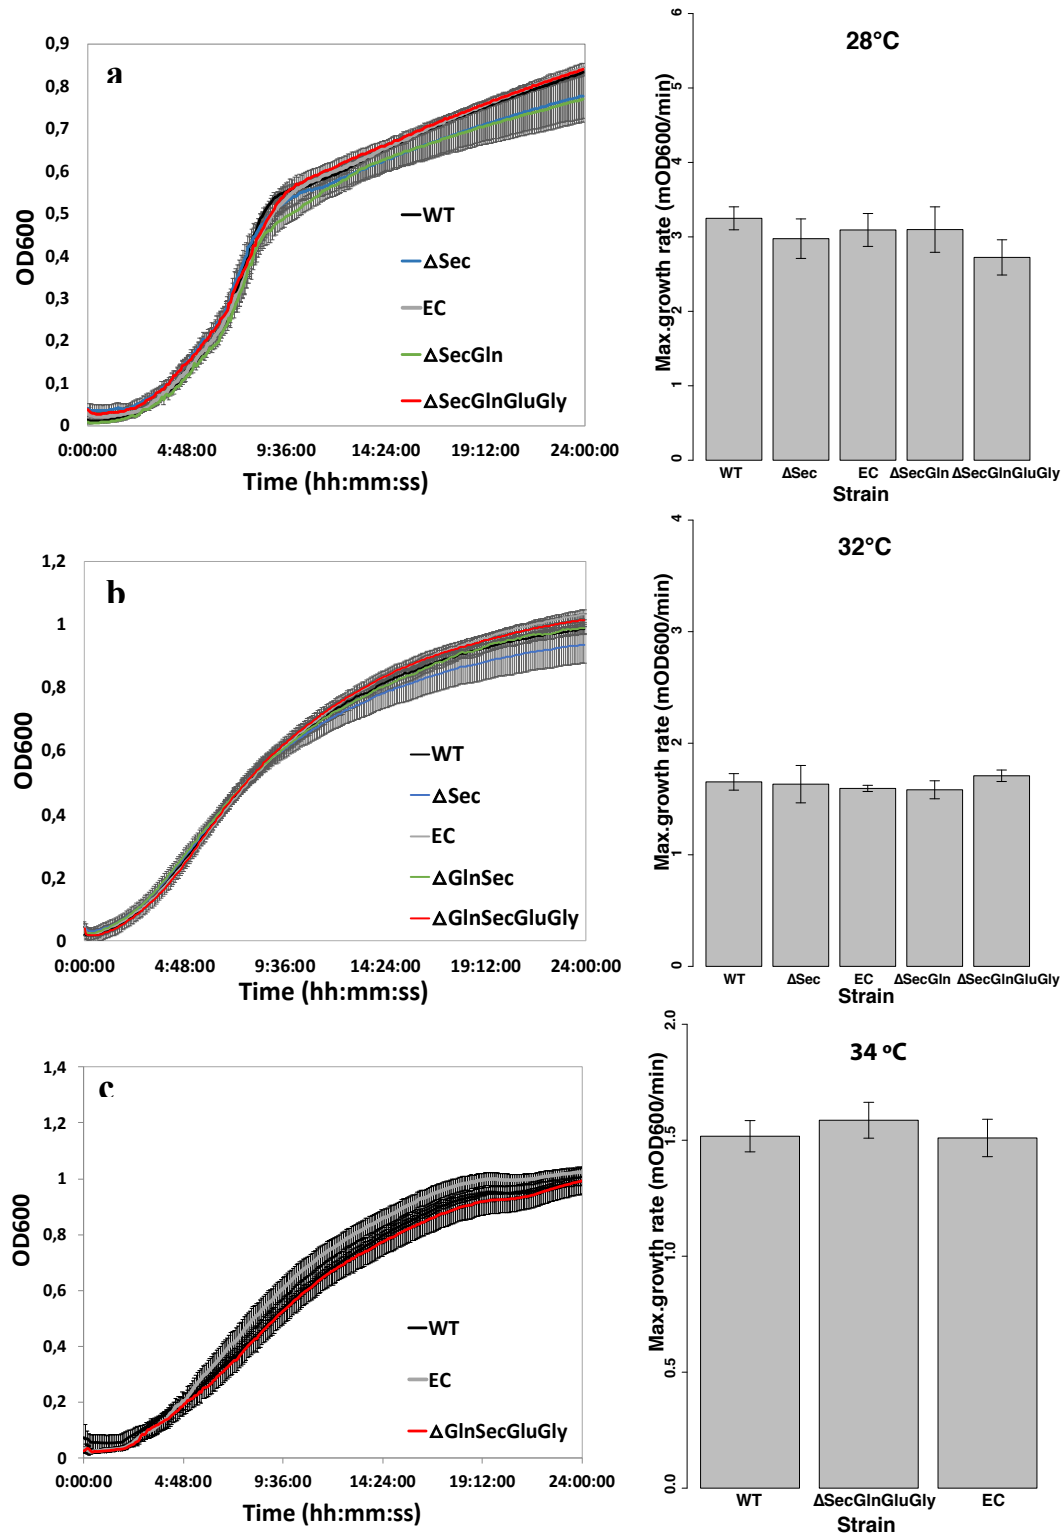 a
0,9
0,8
0,7
0,6
0,5
0,4
0,3
0,2
0,1
0
OD600
WT
ΔSec
EC
ΔSecGln
ΔSecGlnGluGly
0:00:00 4:48:00 9:36:00 14:24:00 19:12:00 24:00:00
Time (hh:mm:ss)
28°C
6
5
4
3
2
1
0
Max.growth rate (mOD600/min)
WT ΔSec EC ΔSecGln ΔSecGlnGluGly
Strain
b
1,2
1
0,8
0,6
0,4
0,2
0
OD600
WT
ΔSec
EC
ΔGlnSec
ΔGlnSecGluGly
0:00:00 4:48:00 9:36:00 14:24:00 19:12:00 24:00:00
Time (hh:mm:ss)
32°C
4
3
2
1
0
Max.growth rate (mOD600/min)
WT ΔSec EC ΔSecGln ΔSecGlnGluGly
Strain
c
1,4
1,2
1
0,8
0,6
0,4
0,2
0
OD600
WT
EC
ΔGlnSecGluGly
0:00:00 4:48:00 9:36:00 14:24:00 19:12:00 24:00:00
Time (hh:mm:ss)
34 ºC
2.0
1.5
1.0
0.5
0.0
Max.growth rate (mOD600/min)
WT ΔSecGlnGluGly EC
Strain